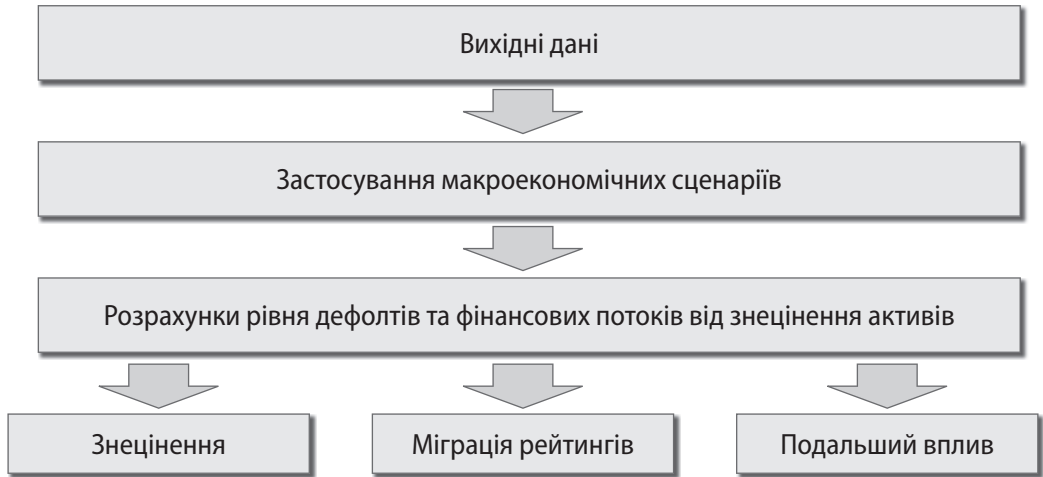 Вихідні дані
Застосування макроекономічних сценаріїв
Розрахунки рівня дефолтів та фінансових потоків від знецінення активів
Знецінення
Міграція рейтингів
Подальший вплив